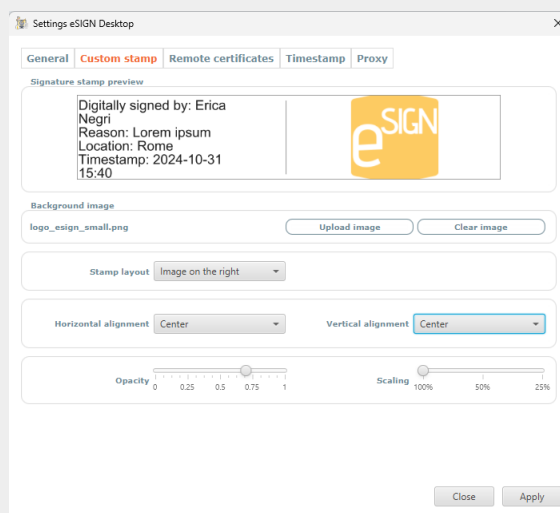 Settings eSIGN Desktop
General Custom stamp Remote certificates Timestamp Proxy
Signature stamp preview
Digitally signed by: Erica
Negri
Reason: Lorem ipsum
Location: Rome
Timestamp: 2024-10-31
15:40
eSIGN
Background image
logo_esign_small.png Upload image Clear image
Stamp layout Image on the right
Horizontal alignment Center Vertical alignment Center
Opacity 0 0.25 0.5 0.75 1 Scaling 100% 50% 25%
Close Apply